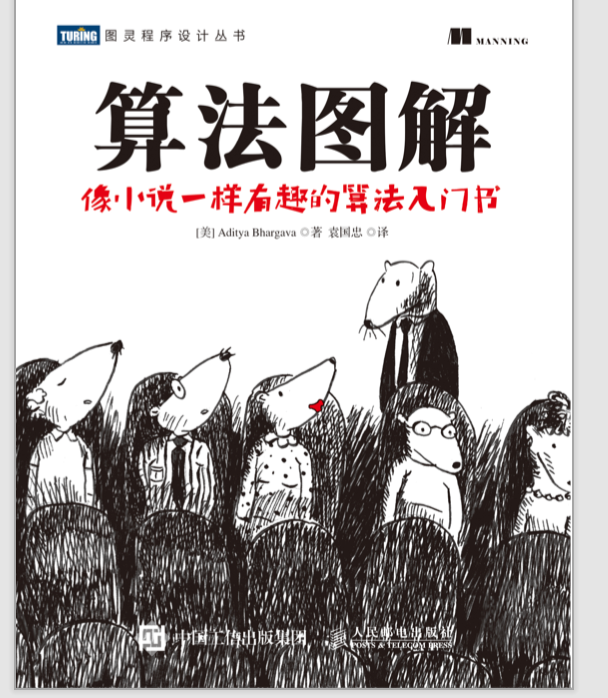 TURING 图灵程序设计丛书
MANNING
算法图解
像小说一样有趣的算法入门书
[美] Aditya Bhargava ◎著 袁国忠 ◎译
中国工信出版集团
人民邮电出版社
POSTS & TELECOM PRESS